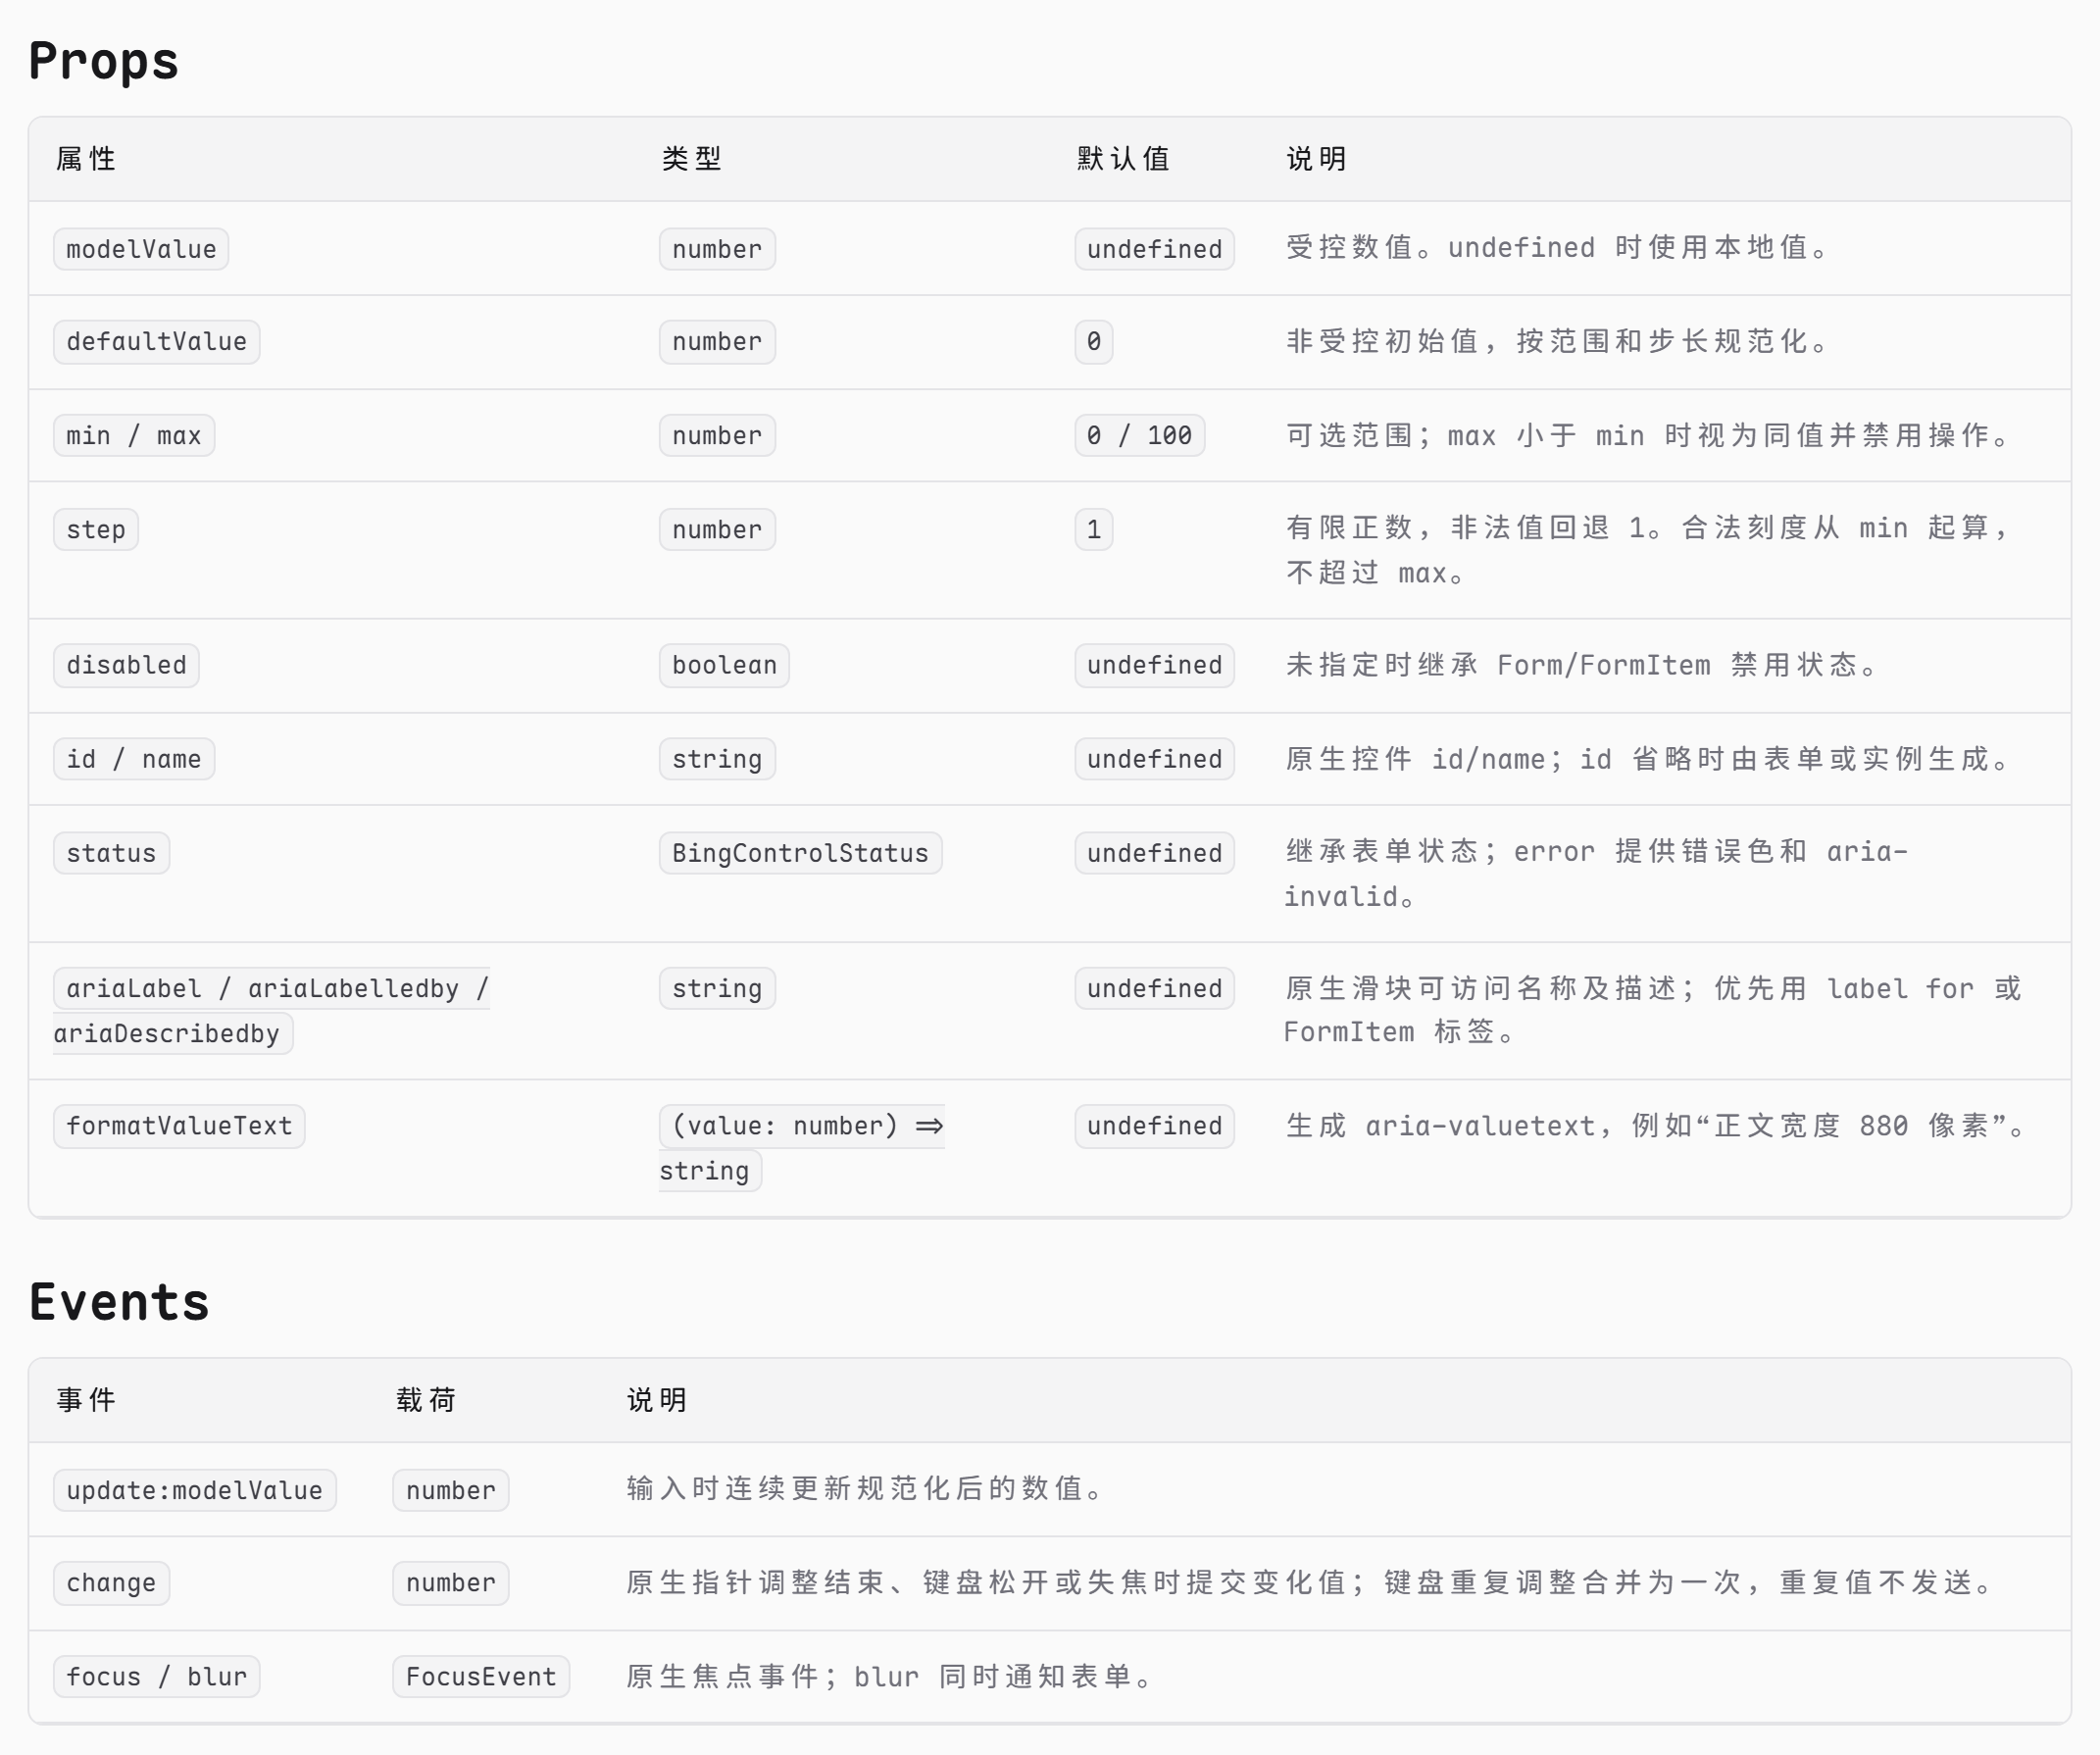 Props
属性 类型 默认值 说明
modelValue number undefined 受控数值。undefined 时使用本地值。
defaultValue number 0 非受控初始值，按范围和步长规范化。
min / max number 0 / 100 可选范围；max 小于 min 时视为同值并禁用操作。
step number 1 有限正数，非法值回退 1。合法刻度从 min 起算，
不超过 max。
disabled boolean undefined 未指定时继承 Form/FormItem 禁用状态。
id / name string undefined 原生控件 id/name；id 省略时由表单或实例生成。
status BingControlStatus undefined 继承表单状态；error 提供错误色和 aria-
invalid。
ariaLabel / ariaLabelledby / string undefined 原生滑块可访问名称及描述；优先用 label for 或
ariaDescribedby FormItem 标签。
formatValueText (value: number) => undefined 生成 aria-valuetext，例如“正文宽度 880 像素”。
string
Events
事件 载荷 说明
update:modelValue number 输入时连续更新规范化后的数值。
change number 原生指针调整结束、键盘松开或失焦时提交变化值；键盘重复调整合并为一次，重复值不发送。
focus / blur FocusEvent 原生焦点事件；blur 同时通知表单。